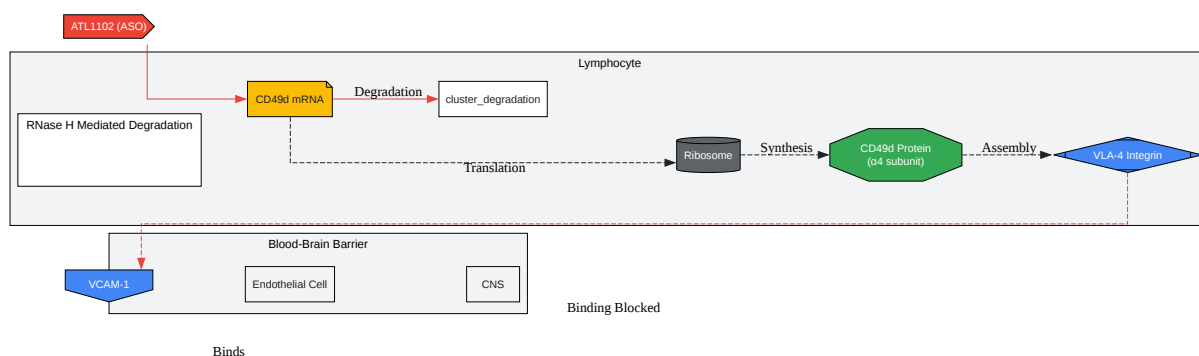 ATL1102 (ASO)
Lymphocyte
CD49d mRNA
Degradation
cluster_degradation
RNase H Mediated Degradation
Translation
Ribosome
Synthesis
CD49d Protein
(α4 subunit)
Assembly
VLA-4 Integrin
Blood-Brain Barrier
VCAM-1
Endothelial Cell
CNS
Binding Blocked
Binds